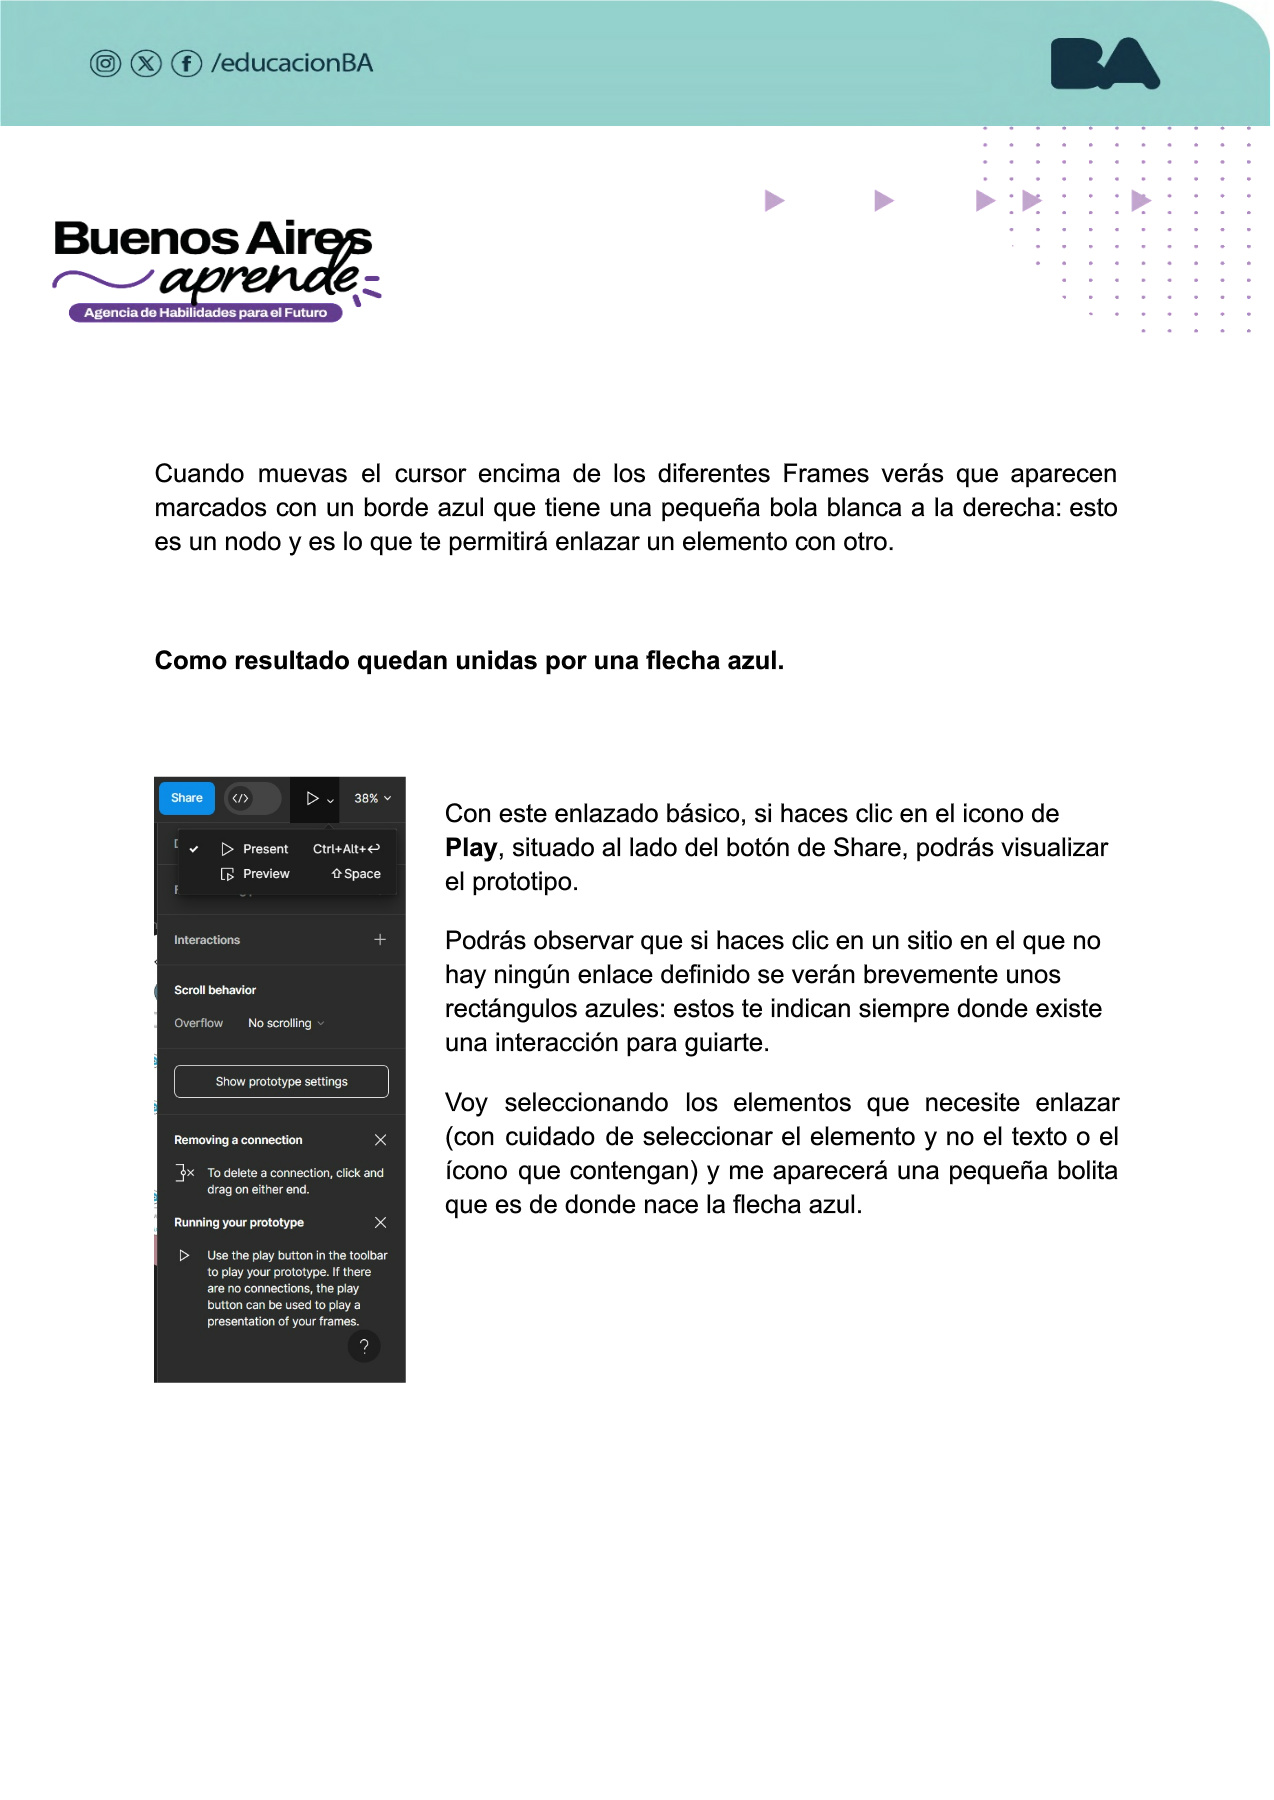 /educacionBA
BA
Buenos Aires
aprende
Agencia de Habilidades para el Futuro
Cuando muevas el cursor encima de los diferentes Frames verás que aparecen
marcados con un borde azul que tiene una pequeña bola blanca a la derecha: esto
es un nodo y es lo que te permitirá enlazar un elemento con otro.
Como resultado quedan unidas por una flecha azul.
Share </> 38%
Present Ctrl+Alt+↩
Preview ⇧Space
Interactions +
Scroll behavior
Overflow No scrolling
Show prototype settings
Removing a connection
To delete a connection, click and
drag on either end.
Running your prototype
Use the play button in the toolbar
to play your prototype. If there
are no connections, the play
button can be used to play a
presentation of your frames.
?
Con este enlazado básico, si haces clic en el icono de
Play, situado al lado del botón de Share, podrás visualizar
el prototipo.
Podrás observar que si haces clic en un sitio en el que no
hay ningún enlace definido se verán brevemente unos
rectángulos azules: estos te indican siempre donde existe
una interacción para guiarte.
Voy seleccionando los elementos que necesite enlazar
(con cuidado de seleccionar el elemento y no el texto o el
ícono que contengan) y me aparecerá una pequeña bolita
que es de donde nace la flecha azul.